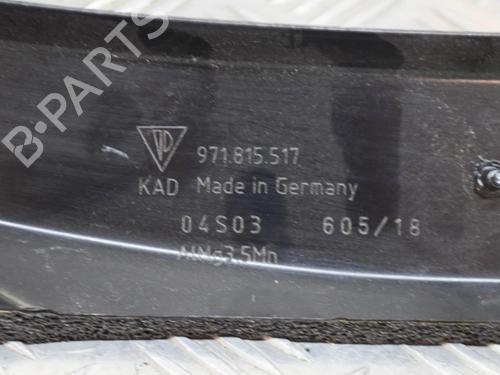 971.815.517
KAD Made in Germany
04S03 605/18
AlMg3.5Mn
B-PARTS